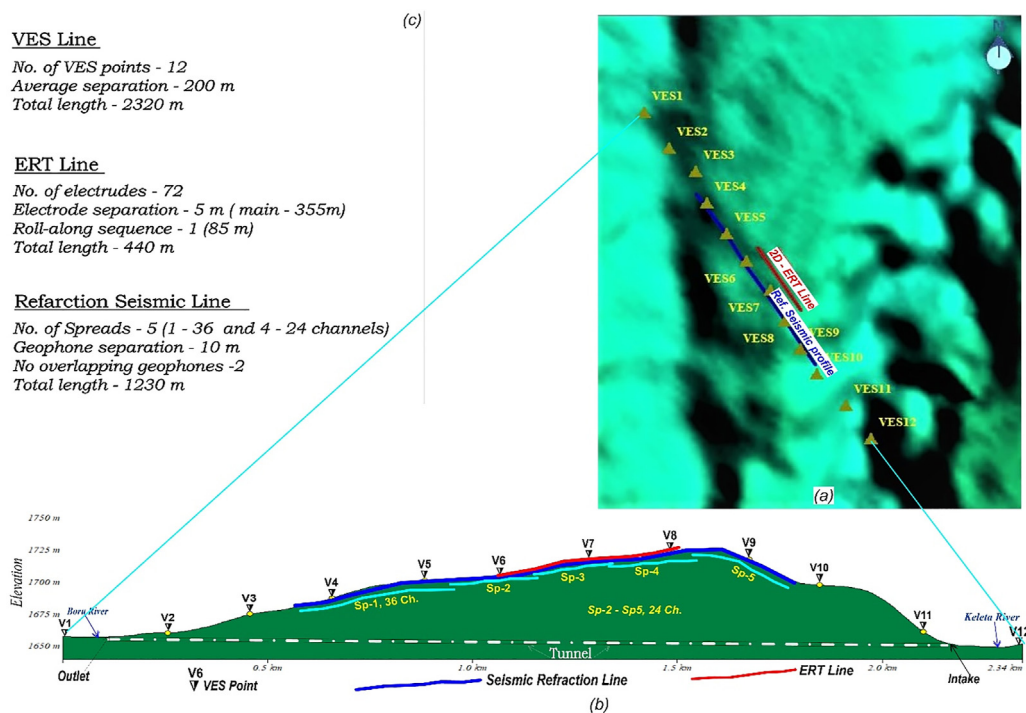 (c)
VES Line
No. of VES points - 12
Average separation - 200 m
Total length - 2320 m
ERT Line
No. of electrudes - 72
Electrode separation - 5 m ( main - 355m)
Roll-along sequence - 1 (85 m)
Total length - 440 m
Refarction Seismic Line
No. of Spreads - 5 (1 - 36 and 4 - 24 channels)
Geophone separation - 10 m
No overlapping geophones -2
Total length - 1230 m
N
VES1
VES2
VES3
VES4
VES5
VES6
VES7
VES8
VES9
VES10
VES11
VES12
2D - ERT Line
Ref. Seismic profile
(a)
Elevation
1750 m
1725 m
1700 m
1675 m
1650 m
V1
V2
V3
V4
V5
V6
V7
V8
V9
V10
V11
V12
Boru River
Keleta River
Sp-1, 36 Ch.
Sp-2
Sp-3
Sp-4
Sp-5
Sp-2 - Sp5, 24 Ch.
Tunnel
0.5 km
1.0 km
1.5 km
2.0 km
2.34 km
Outlet
Intake
V6
VES Point
Seismic Refraction Line
ERT Line
(b)